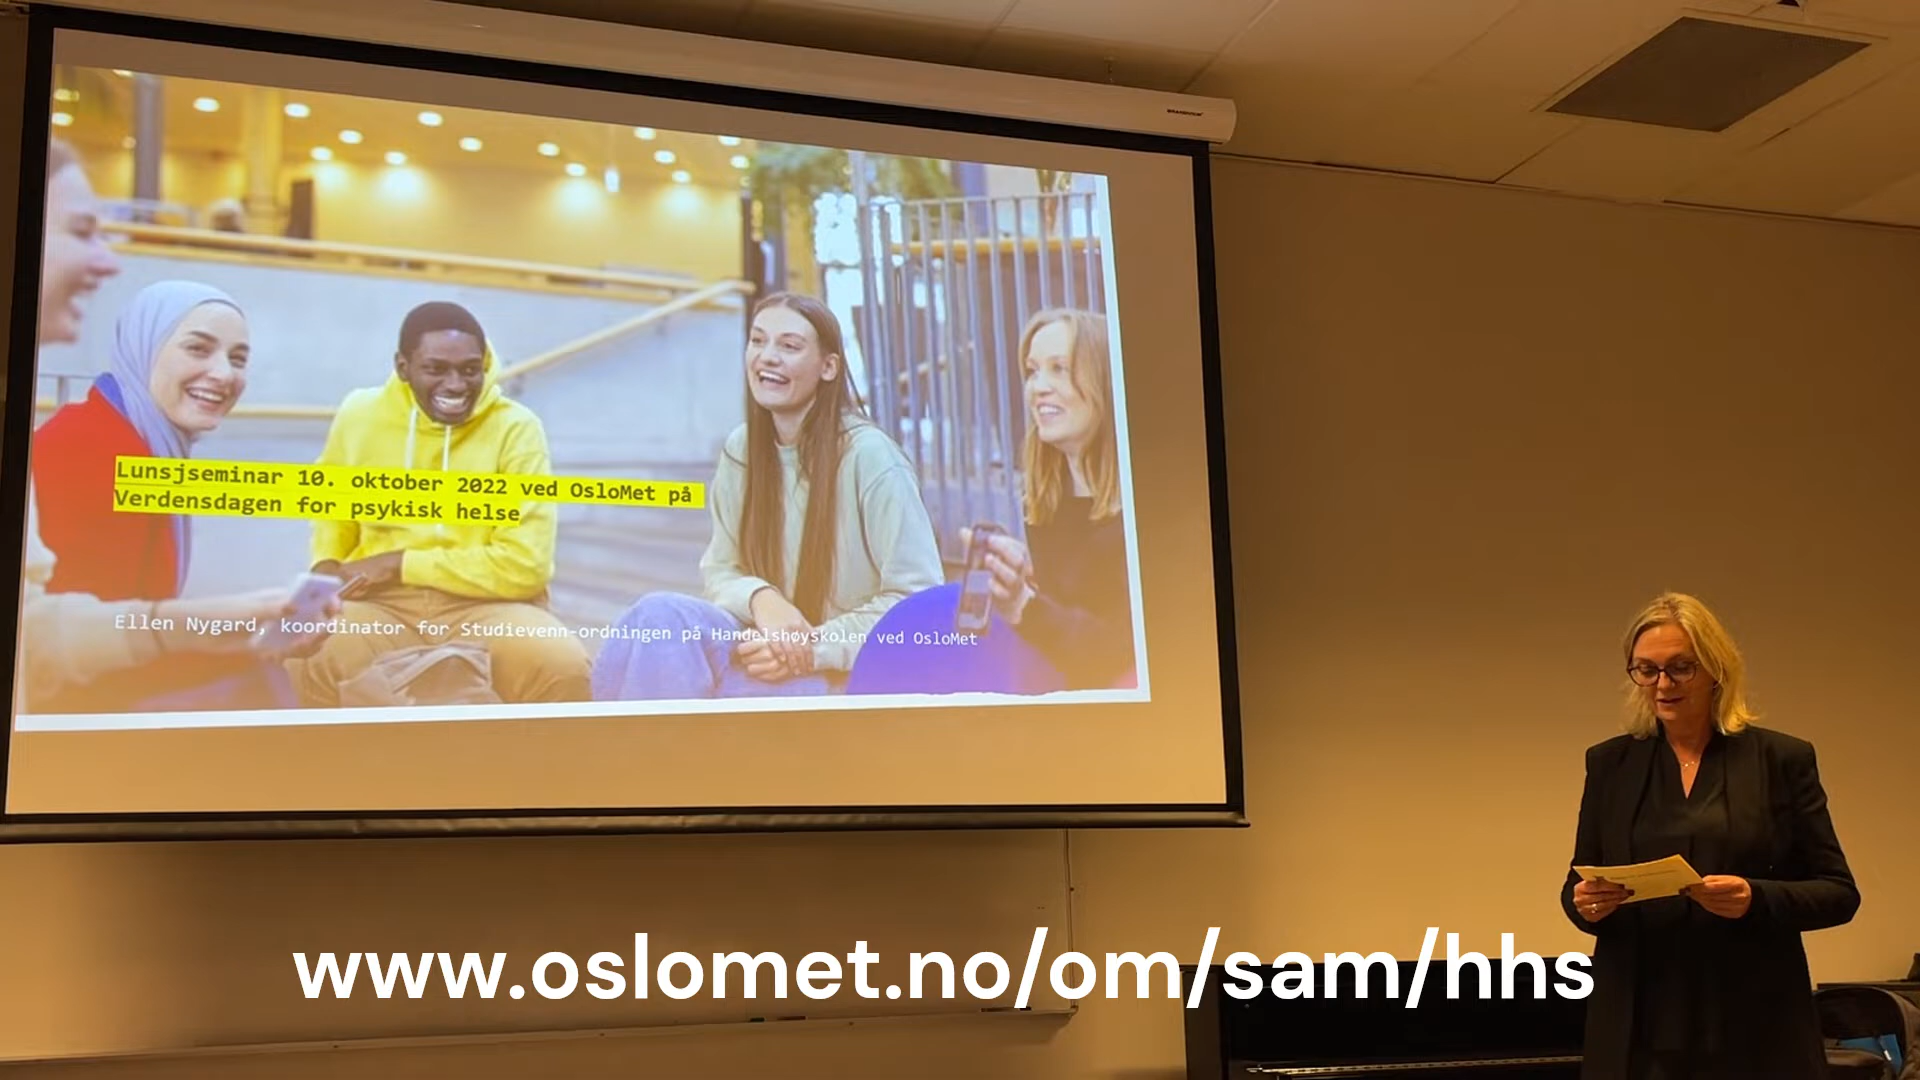 Lunsjseminar 10. oktober 2022 ved OsloMet på
Verdensdagen for psykisk helse
Ellen Nygard, koordinator for Studievenn-ordningen på Handelshøyskolen ved OsloMet
www.oslomet.no/om/sam/hhs